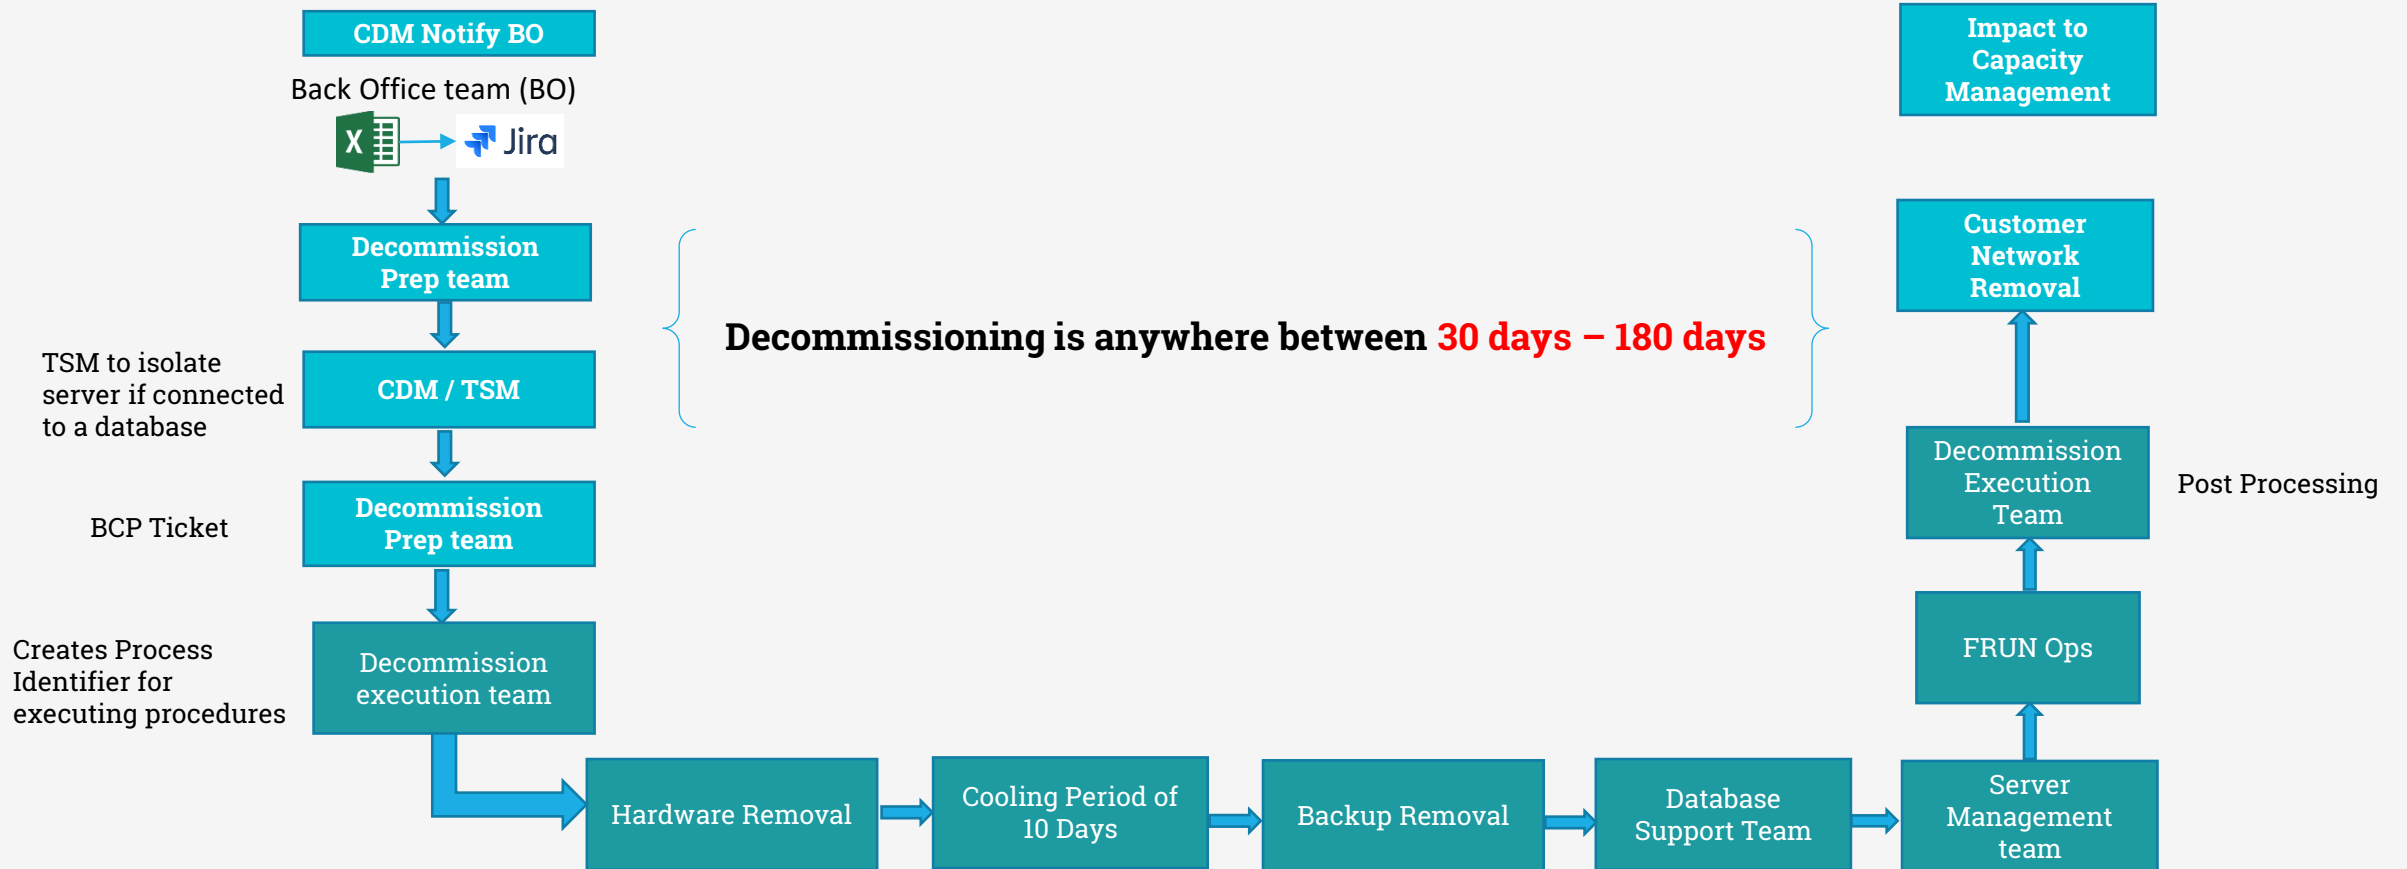 CDM Notify BO
Back Office team (BO)
X
Jira
Decommission
Prep team
TSM to isolate
server if connected
to a database
CDM / TSM
BCP Ticket
Decommission
Prep team
Creates Process
Identifier for
executing procedures
Decommission
execution team
Decommissioning is anywhere between 30 days – 180 days
Hardware Removal
Cooling Period of
10 Days
Backup Removal
Database
Support Team
Server
Management
team
FRUN Ops
Decommission
Execution
Team
Post Processing
Customer
Network
Removal
Impact to
Capacity
Management